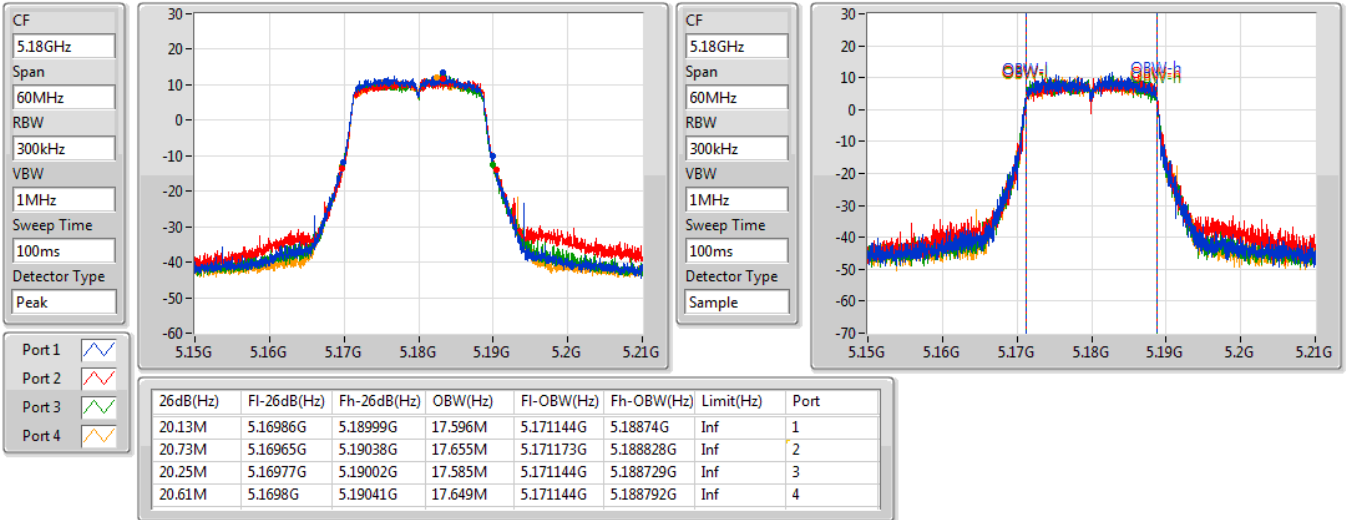 CF
5.18GHz
Span
60MHz
RBW
300kHz
VBW
1MHz
Sweep Time
100ms
Detector Type
Peak
30
20
10
0
-10
-20
-30
-40
-50
-60
5.15G 5.16G 5.17G 5.18G 5.19G 5.2G 5.21G
CF
5.18GHz
Span
60MHz
RBW
300kHz
VBW
1MHz
Sweep Time
100ms
Detector Type
Sample
30
20
10
0
-10
-20
-30
-40
-50
-60
-70
OBW-l OBW-h
5.15G 5.16G 5.17G 5.18G 5.19G 5.2G 5.21G
Port 1
Port 2
Port 3
Port 4
26dB(Hz) Fl-26dB(Hz) Fh-26dB(Hz) OBW(Hz) Fl-OBW(Hz) Fh-OBW(Hz) Limit(Hz) Port
20.13M 5.16986G 5.18999G 17.596M 5.171144G 5.18874G Inf 1
20.73M 5.16965G 5.19038G 17.655M 5.171173G 5.188828G Inf 2
20.25M 5.16977G 5.19002G 17.585M 5.171144G 5.188729G Inf 3
20.61M 5.1698G 5.19041G 17.649M 5.171144G 5.188792G Inf 4